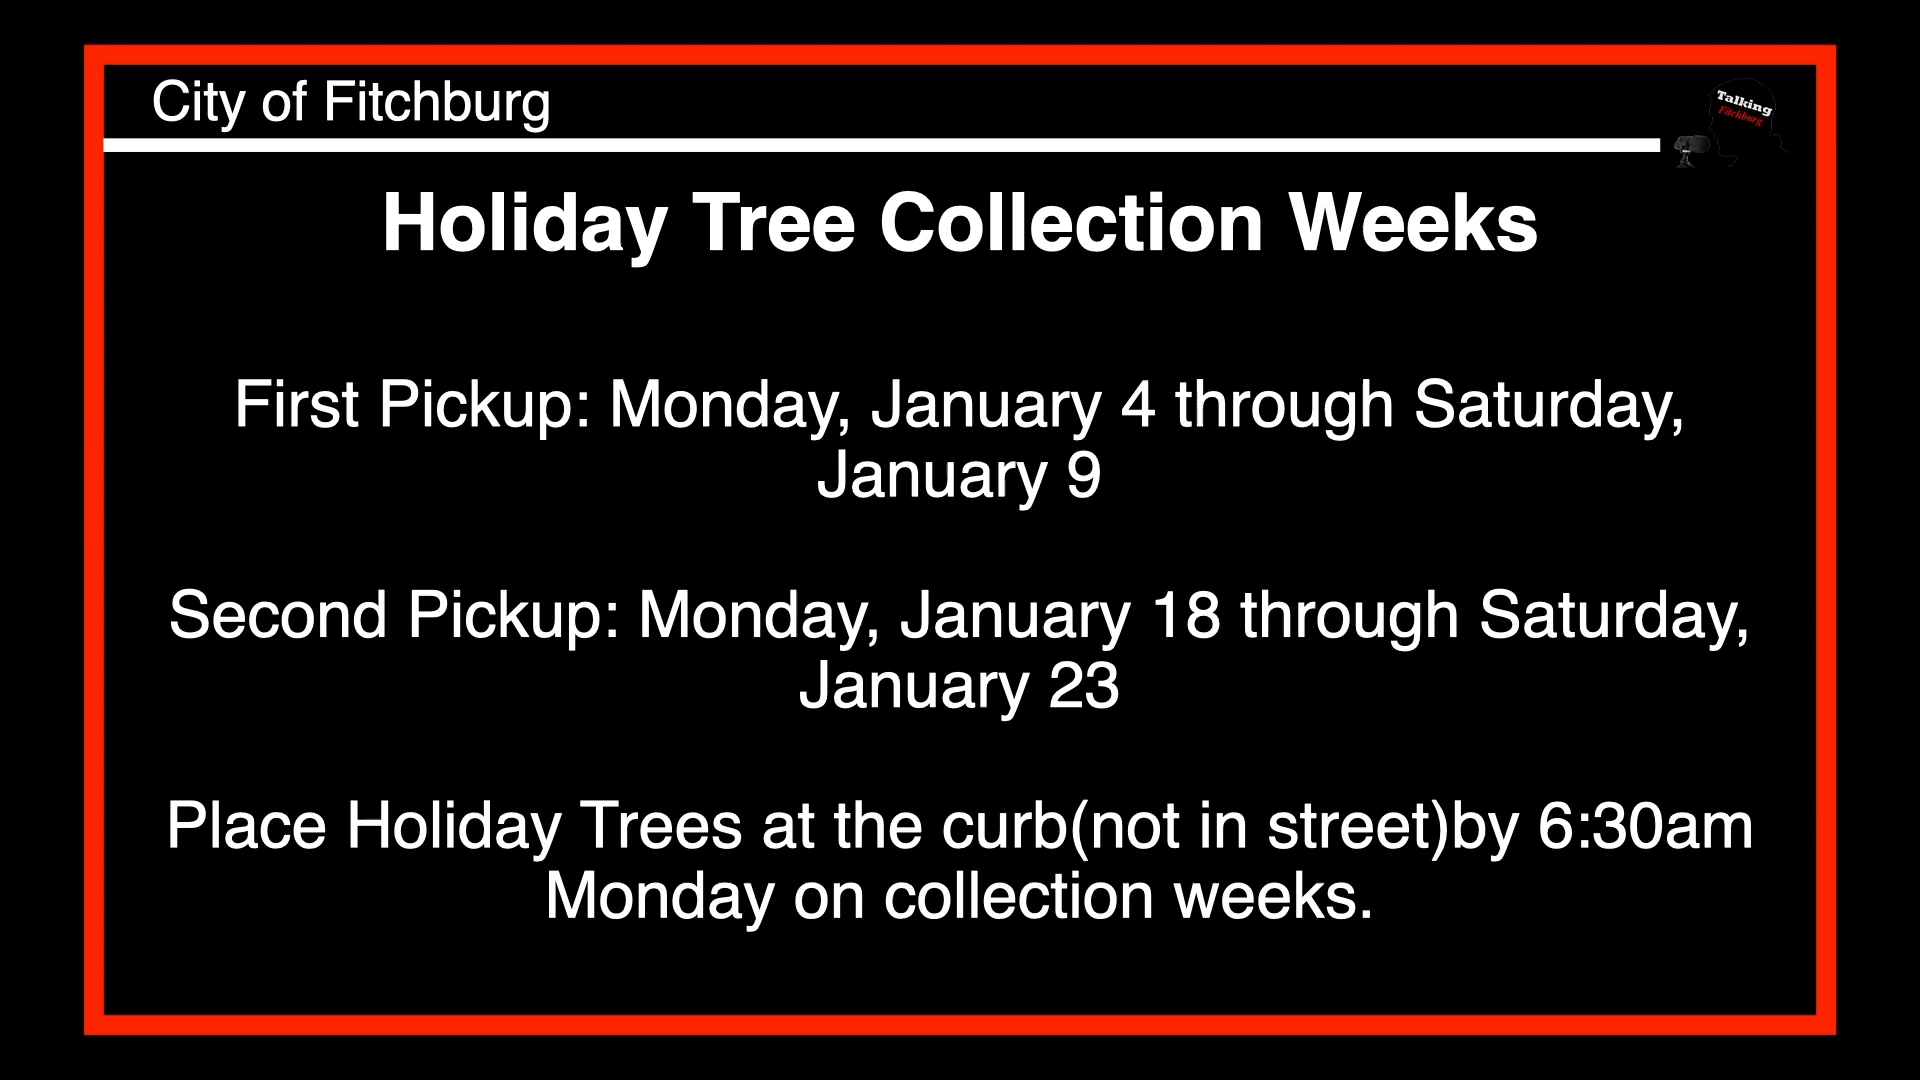 City of Fitchburg
Talking
Fitchburg
Holiday Tree Collection Weeks
First Pickup: Monday, January 4 through Saturday,
January 9
Second Pickup: Monday, January 18 through Saturday,
January 23
Place Holiday Trees at the curb(not in street)by 6:30am
Monday on collection weeks.